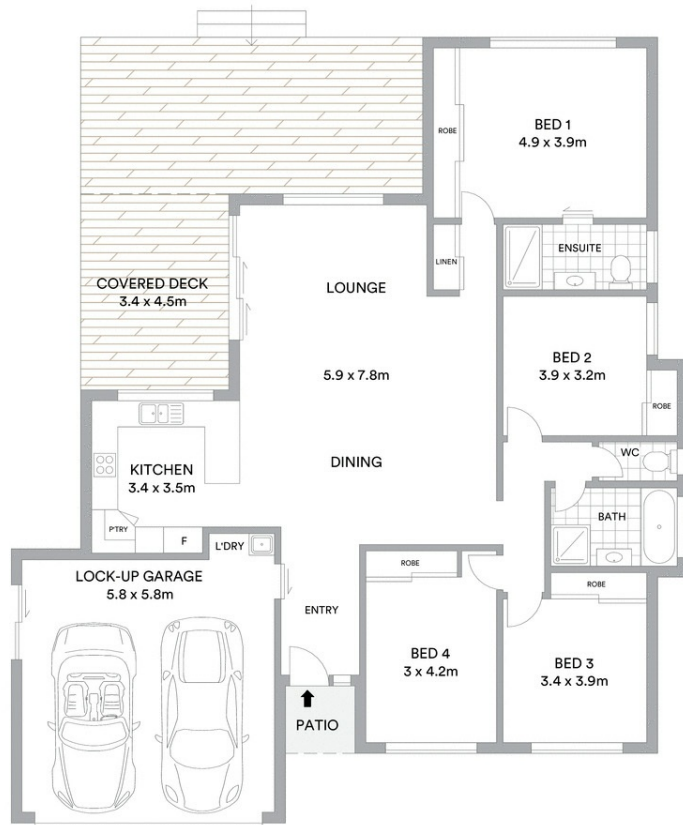 BED 1
4.9 x 3.9m
ROBE
ENSUITE
LINEN
COVERED DECK
3.4 x 4.5m
LOUNGE
5.9 x 7.8m
BED 2
3.9 x 3.2m
ROBE
DINING
KITCHEN
3.4 x 3.5m
WC
P'TRY
F
L'DRY
BATH
LOCK-UP GARAGE
5.8 x 5.8m
ROBE
ROBE
ENTRY
BED 4
3 x 4.2m
BED 3
3.4 x 3.9m
PATIO